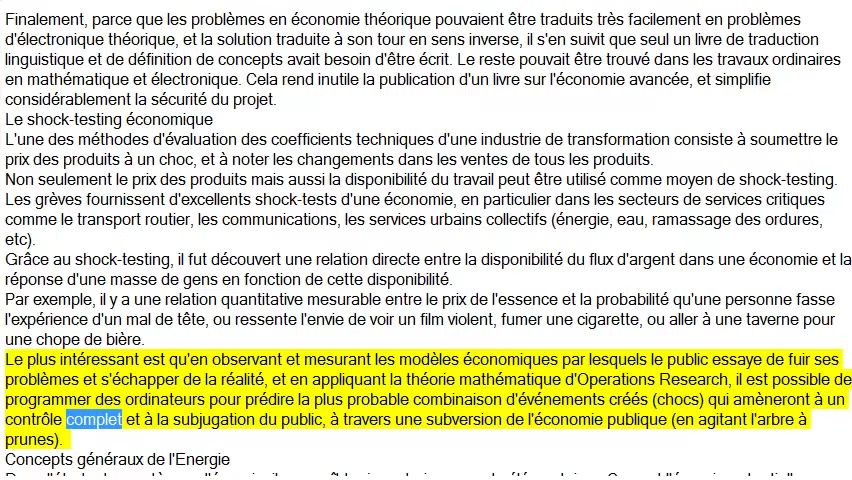 Finalement, parce que les problèmes en économie théorique pouvaient être traduits très facilement en problèmes
d'électronique théorique, et la solution traduite à son tour en sens inverse, il s'en suivit que seul un livre de traduction
linguistique et de définition de concepts avait besoin d'être écrit. Le reste pouvait être trouvé dans les travaux ordinaires
en mathématique et électronique. Cela rend inutile la publication d'un livre sur l'économie avancée, et simplifie
considérablement la sécurité du projet.
Le shock-testing économique
L'une des méthodes d'évaluation des coefficients techniques d'une industrie de transformation consiste à soumettre le
prix des produits à un choc, et à noter les changements dans les ventes de tous les produits.
Non seulement le prix des produits mais aussi la disponibilité du travail peut être utilisé comme moyen de shock-testing.
Les grèves fournissent d'excellents shock-tests d'une économie, en particulier dans les secteurs de services critiques
comme le transport routier, les communications, les services urbains collectifs (énergie, eau, ramassage des ordures,
etc).
Grâce au shock-testing, il fut découvert une relation directe entre la disponibilité du flux d'argent dans une économie et la
réponse d'une masse de gens en fonction de cette disponibilité.
Par exemple, il y a une relation quantitative mesurable entre le prix de l'essence et la probabilité qu'une personne fasse
l'expérience d'un mal de tête, ou ressente l'envie de voir un film violent, fumer une cigarette, ou aller à une taverne pour
une chope de bière.
Le plus intéressant est qu'en observant et mesurant les modèles économiques par lesquels le public essaye de fuir ses
problèmes et s'échapper de la réalité, et en appliquant la théorie mathématique d'Operations Research, il est possible de
programmer des ordinateurs pour prédire la plus probable combinaison d'événements créés (chocs) qui amèneront à un
contrôle complet et à la subjugation du public, à travers une subversion de l'économie publique (en agitant l'arbre à
prunes).
Concepts généraux de l'Energie